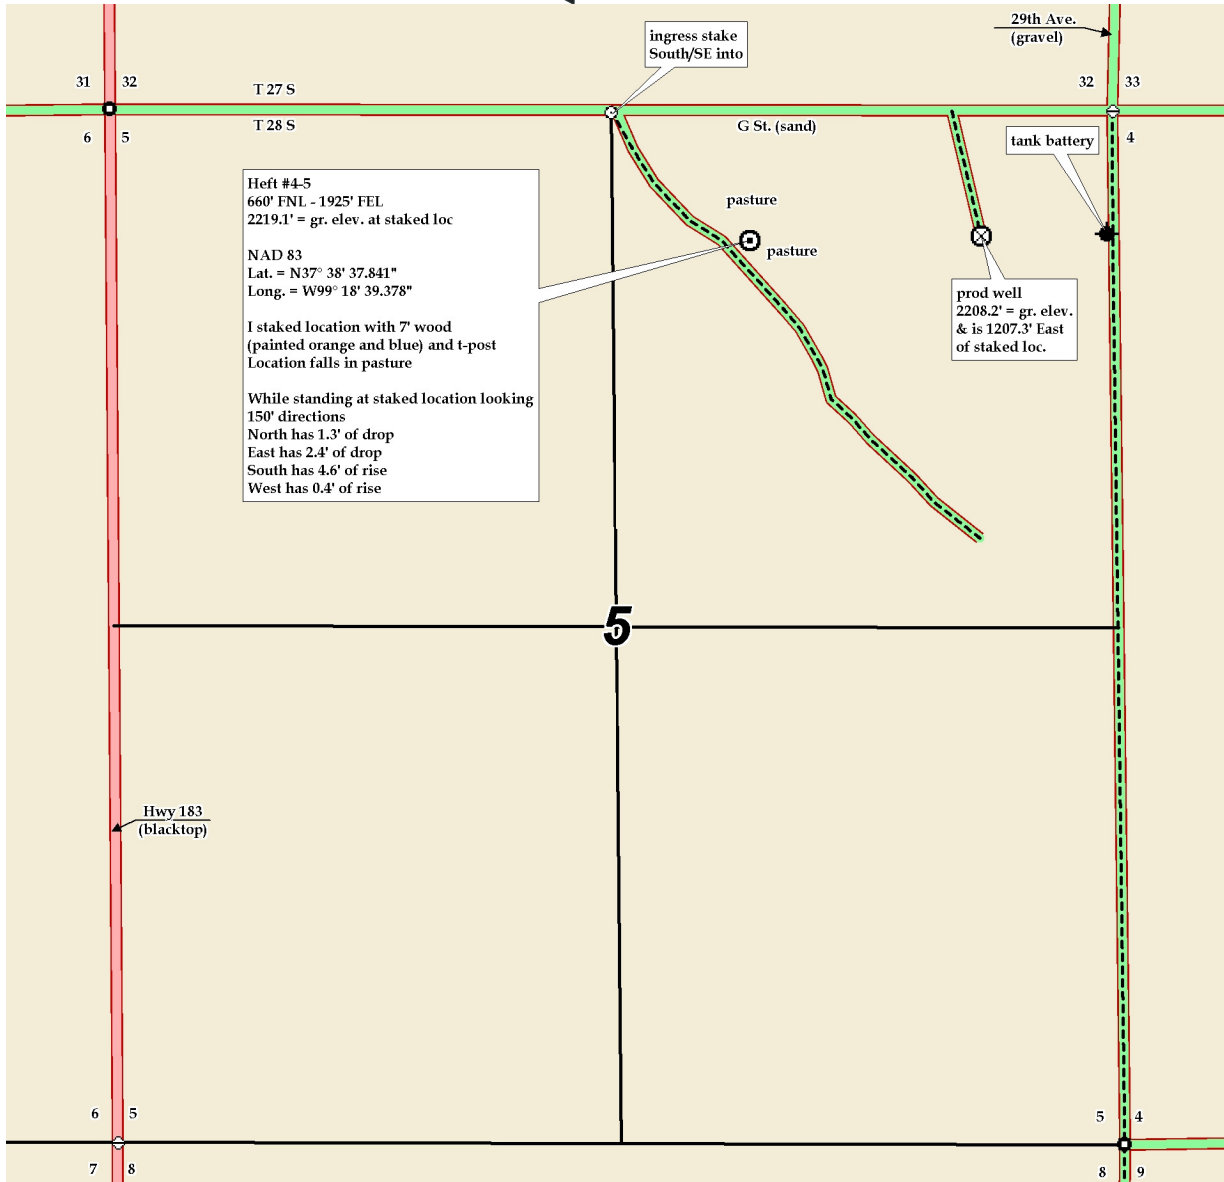 ingress stake
South/SE into
29th Ave.
(gravel)
31 32
32 33
T 27 S
T 28 S
G St. (sand)
6 5
4
tank battery
Heft #4-5
660' FNL - 1925' FEL
2219.1' = gr. elev. at staked loc
NAD 83
Lat. = N37° 38' 37.841"
Long. = W99° 18' 39.378"
I staked location with 7' wood
(painted orange and blue) and t-post
Location falls in pasture
While standing at staked location looking
150' directions
North has 1.3' of drop
East has 2.4' of drop
South has 4.6' of rise
West has 0.4' of rise
pasture
pasture
prod well
2208.2' = gr. elev.
& is 1207.3' East
of staked loc.
5
Hwy 183
(blacktop)
6 5
5 4
7 8
8 9